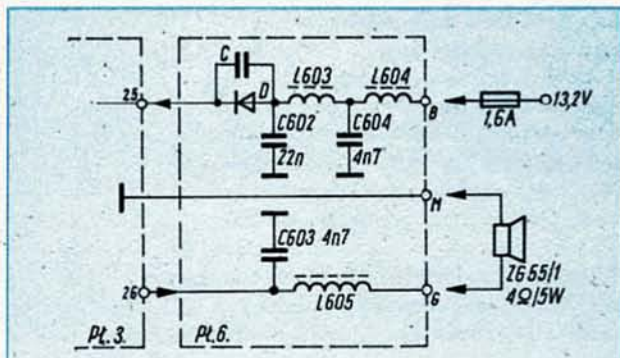 C
L603
L604
25
D
B
1,6A
13,2V
C602
22n
C604
4n7
M
C603 4n7
ZG 65/1
4Ω/5W
26
L605
G
Pł.3.
Pł.6.